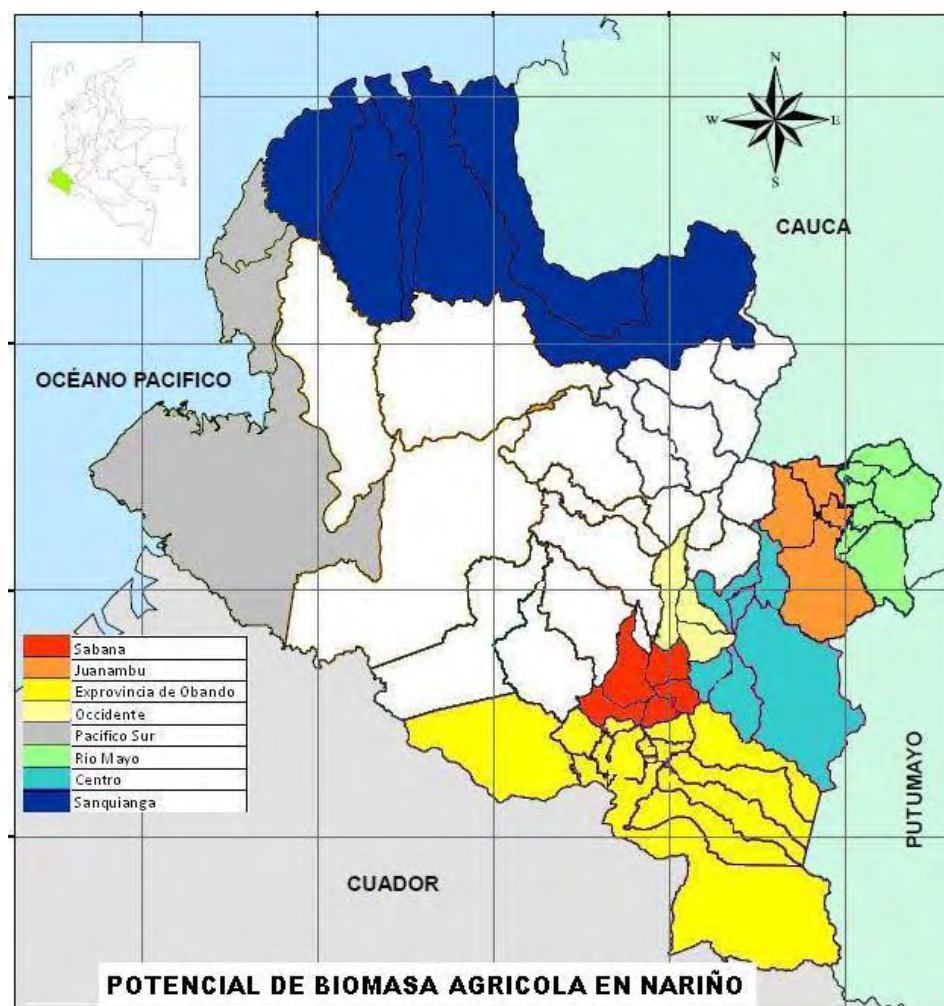 N
W
E
S
CAUCA
OCÉANO PACIFICO
Sabana
Juanambu
Exprovincia de Obando
Occidente
Pacifico Sur
Rio Mayo
Centro
Sanquianga
PUTUMAYO
CUADOR
POTENCIAL DE BIOMASA AGRICOLA EN NARIÑO